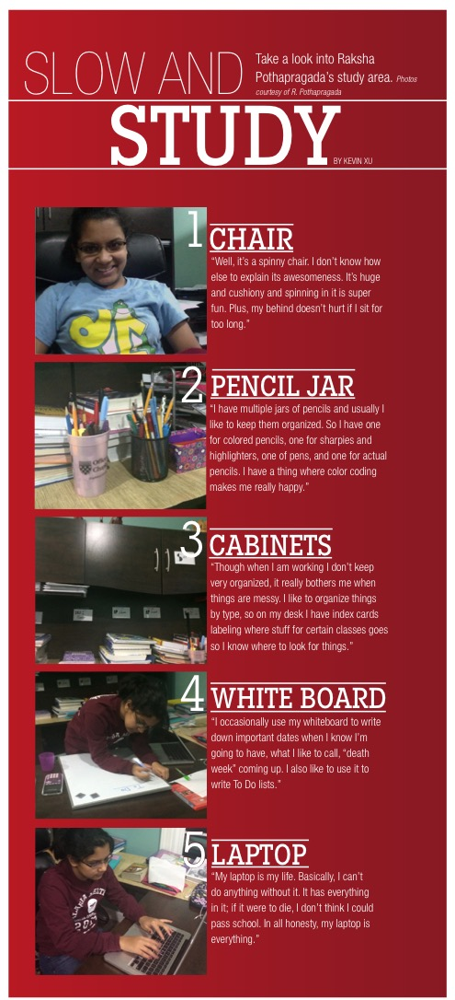 SLOW AND
Take a look into Raksha
Pothapragada’s study area. Photos
courtesy of R. Pothapragada
STUDY
BY KEVIN XU
1 CHAIR
“Well, it’s a spinny chair. I don’t know how
else to explain its awesomeness. It’s huge
and cushiony and spinning in it is super
fun. Plus, my behind doesn’t hurt if I sit for
too long.”
2 PENCIL JAR
“I have multiple jars of pencils and usually I
like to keep them organized. So I have one
for colored pencils, one for sharpies and
highlighters, one of pens, and one for actual
pencils. I have a thing where color coding
makes me really happy.”
3 CABINETS
“Though when I am working I don’t keep
very organized, it really bothers me when
things are messy. I like to organize things
by type, so on my desk I have index cards
labeling where stuff for certain classes goes
so I know where to look for things.”
4 WHITE BOARD
“I occasionally use my whiteboard to write
down important dates when I know I’m
going to have, what I like to call, “death
week” coming up. I also like to use it to
write To Do lists.”
5 LAPTOP
“My laptop is my life. Basically, I can’t
do anything without it. It has everything
in it; if it were to die, I don’t think I could
pass school. In all honesty, my laptop is
everything.”